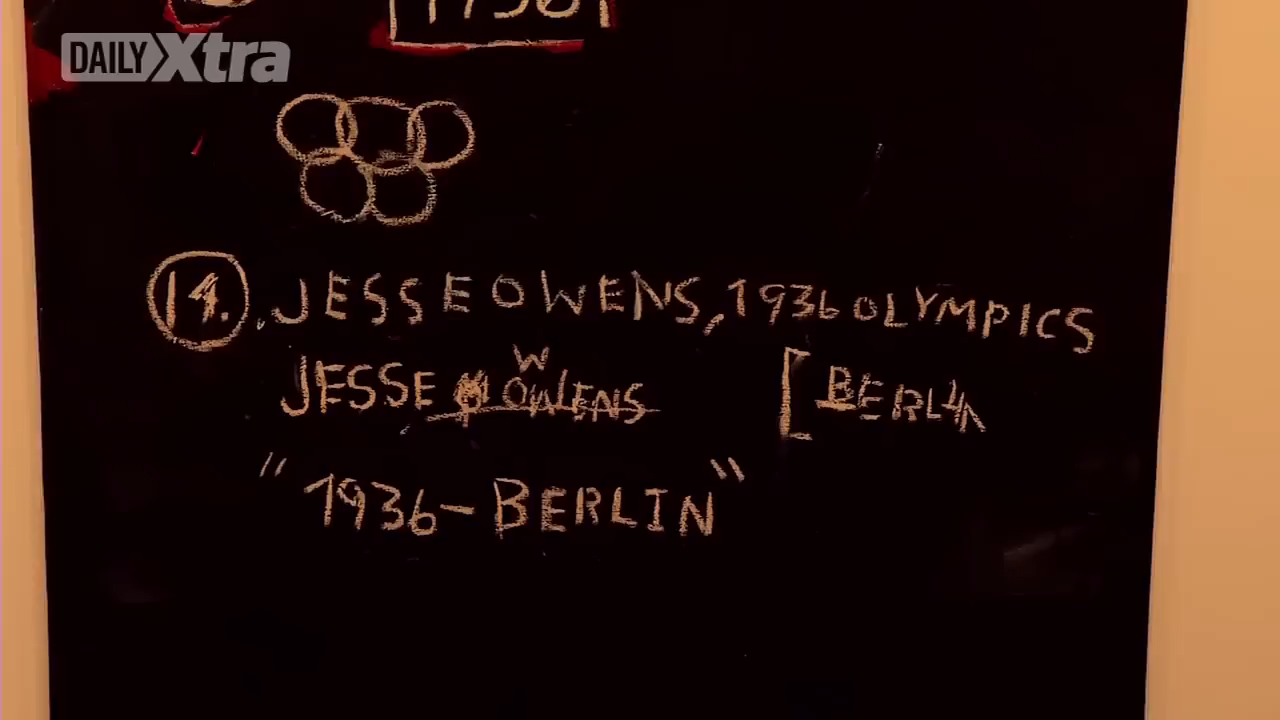 DAILY Xtra
14. JESSE OWENS, 1936 OLYMPICS
W
JESSE OWENS [BERLIN
"1936-BERLIN"